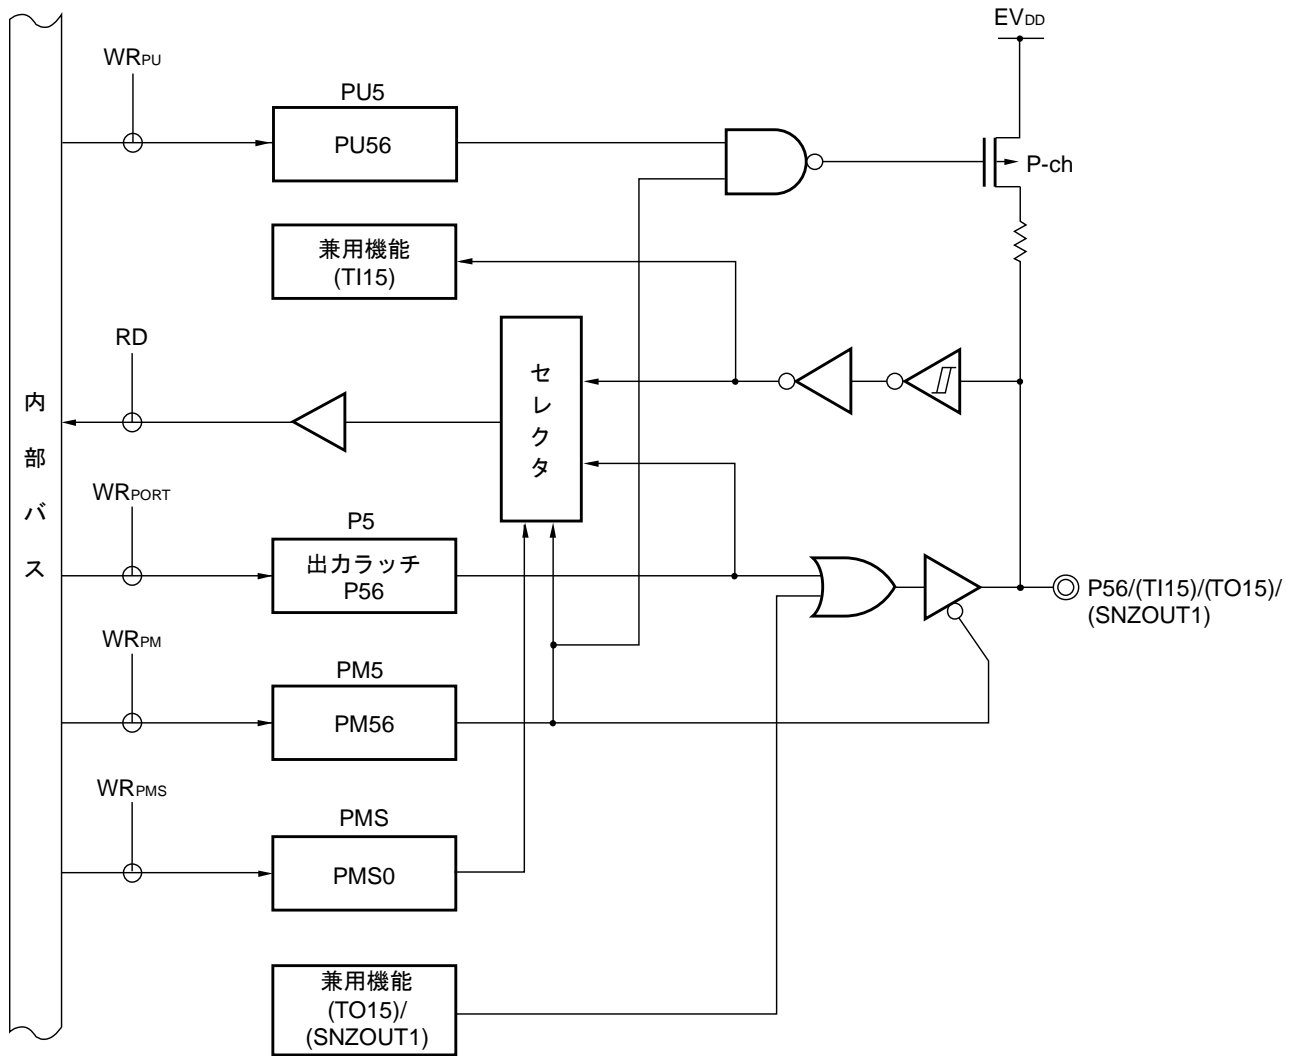 EVDD
WRPU
PU5
PU56
P-ch
兼用機能
(TI15)
RD
セレクタ
内部バス
WRPORT
P5
出力ラッチ
P56
P56/(TI15)/(TO15)/
(SNZOUT1)
WRPM
PM5
PM56
WRPMS
PMS
PMS0
兼用機能
(TO15)/
(SNZOUT1)